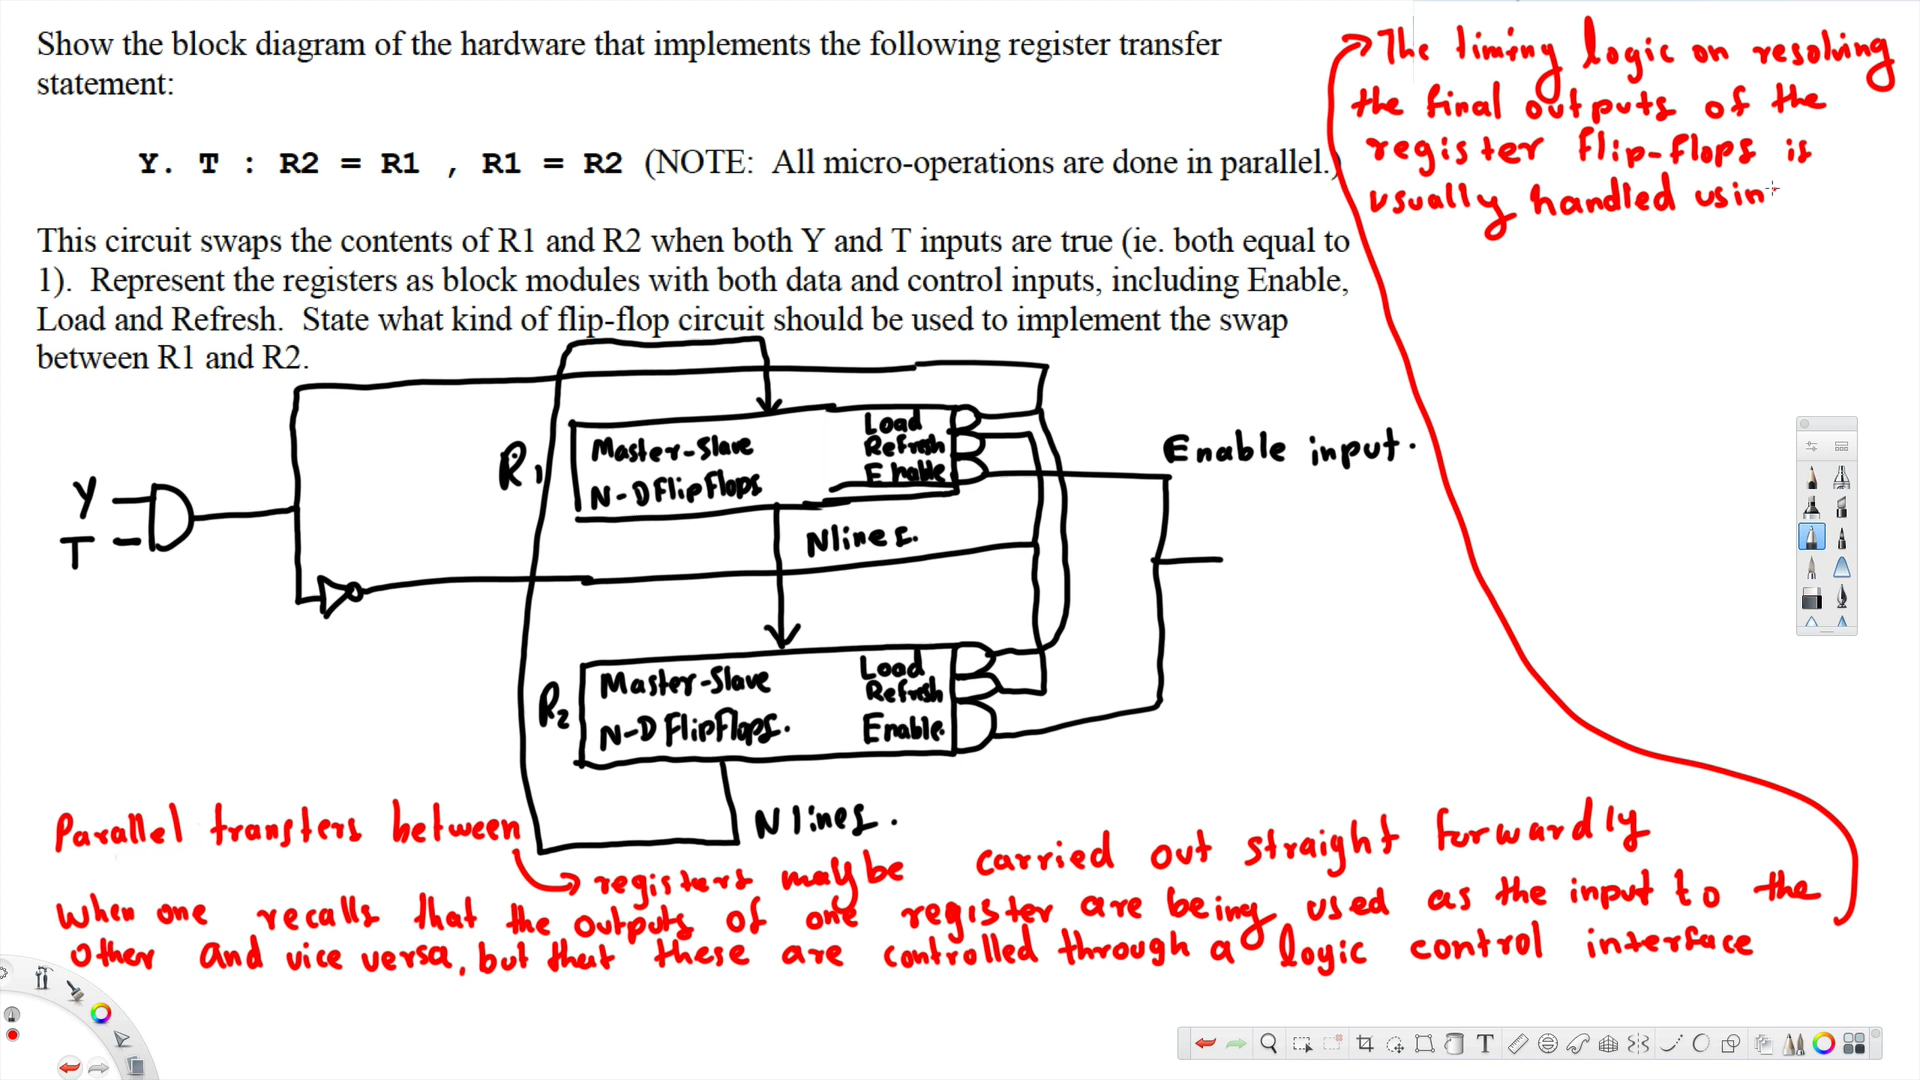 Show the block diagram of the hardware that implements the following register transfer
statement:
Y. T : R2 = R1 , R1 = R2 (NOTE: All micro-operations are done in parallel.)
This circuit swaps the contents of R1 and R2 when both Y and T inputs are true (ie. both equal to
1). Represent the registers as block modules with both data and control inputs, including Enable,
Load and Refresh. State what kind of flip-flop circuit should be used to implement the swap
between R1 and R2.
The timing logic on resolving
the final outputs of the
register flip-flops is
usually handled usin
Y
T
R1
Master-Slave
N-D FlipFlops
Load
Refresh
Enable
Enable input.
N lines.
R2
Master-Slave
N-D FlipFlops.
Load
Refresh
Enable.
N lines.
Parallel transfers between
registers may be carried out straight forwardly
when one recalls that the outputs of one register are being used as the input to the
other and vice versa, but that these are controlled through a logic control interface
T